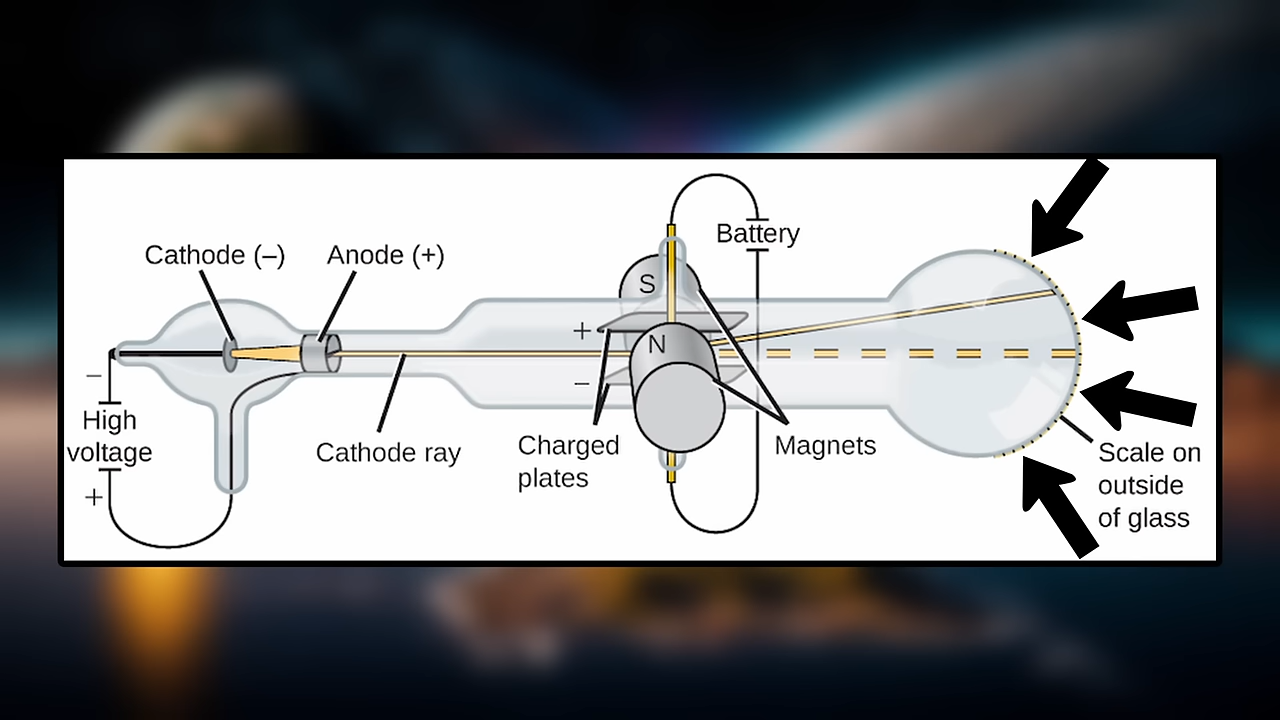 Cathode (–)
Anode (+)
Battery
S
+
N
–
–
High
voltage
+
Cathode ray
Charged
plates
Magnets
Scale on
outside
of glass